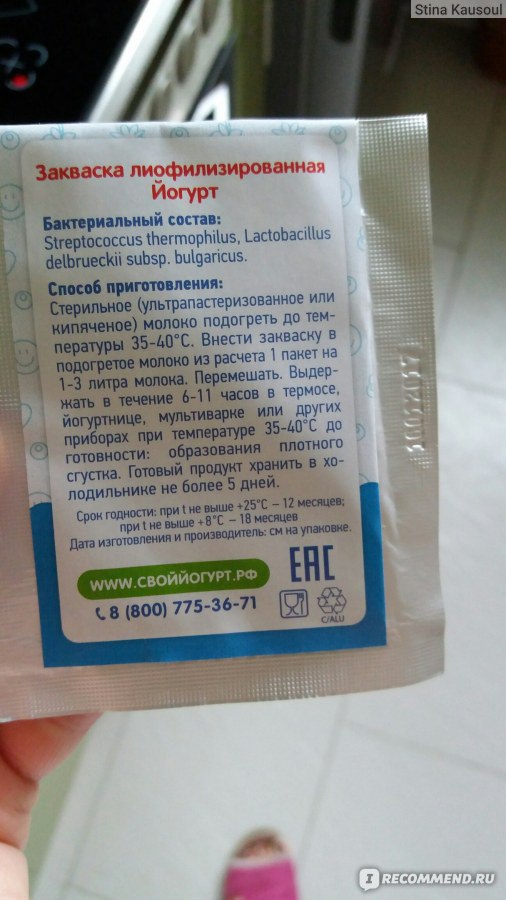 Stina Kausoul
Закваска лиофилизированная
Йогурт
Бактериальный состав:
Streptococcus thermophilus, Lactobacillus
delbrueckii subsp. bulgaricus.
Способ приготовления:
Стерильное (ультрапастеризованное или
кипяченое) молоко подогреть до тем-
пературы 35-40°С. Внести закваску в
подогретое молоко из расчета 1 пакет на
1-3 литра молока. Перемешать. Выдер-
жать в течение 6-11 часов в термосе,
йогуртнице, мультиварке или других
приборах при температуре 35-40°С до
готовности: образования плотного
сгустка. Готовый продукт хранить в хо-
лодильнике не более 5 дней.
Срок годности: при t не выше +25°С – 12 месяцев;
при t не выше +8°С – 18 месяцев
Дата изготовления и производитель: см на упаковке.
WWW.СВОЙЙОГУРТ.РФ
8 (800) 775-36-71
EAC
C/ALU
IRECOMMEND.RU